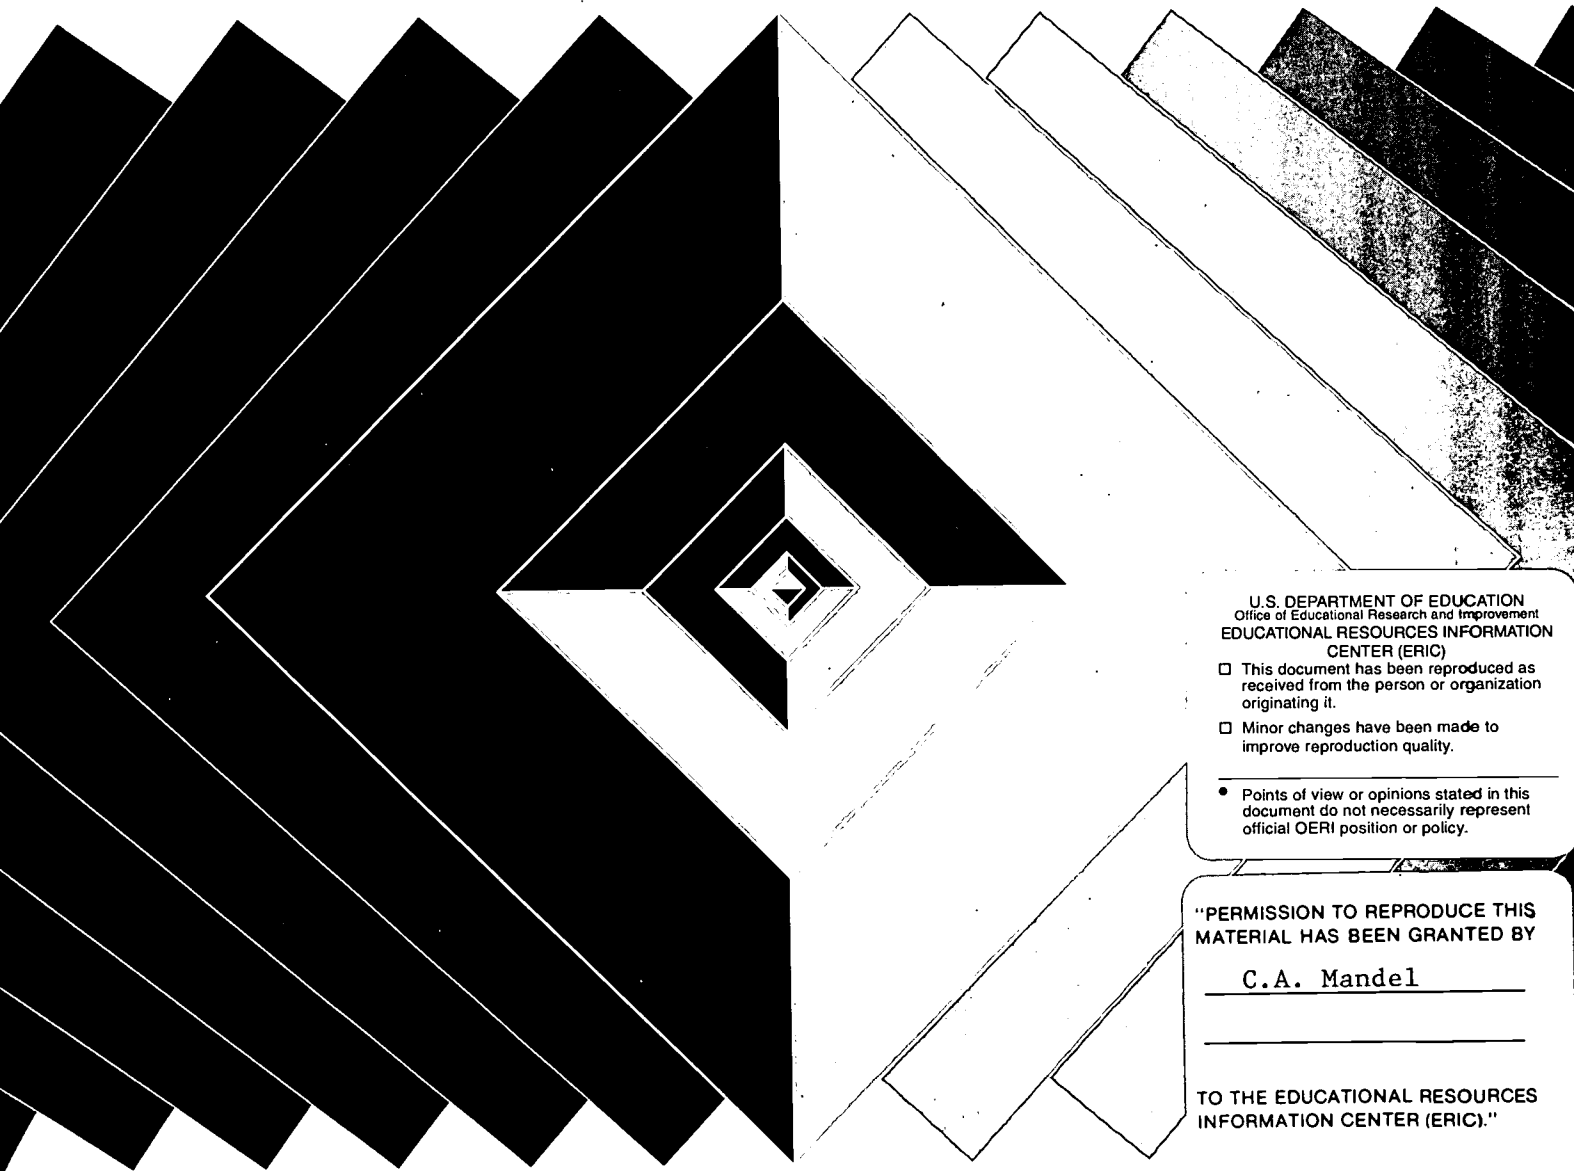 U.S. DEPARTMENT OF EDUCATION
Office of Educational Research and Improvement
EDUCATIONAL RESOURCES INFORMATION
CENTER (ERIC)
□ This document has been reproduced as
received from the person or organization
originating it.
□ Minor changes have been made to
improve reproduction quality.
• Points of view or opinions stated in this
document do not necessarily represent
official OERI position or policy.
"PERMISSION TO REPRODUCE THIS
MATERIAL HAS BEEN GRANTED BY
C.A. Mandel
TO THE EDUCATIONAL RESOURCES
INFORMATION CENTER (ERIC)."